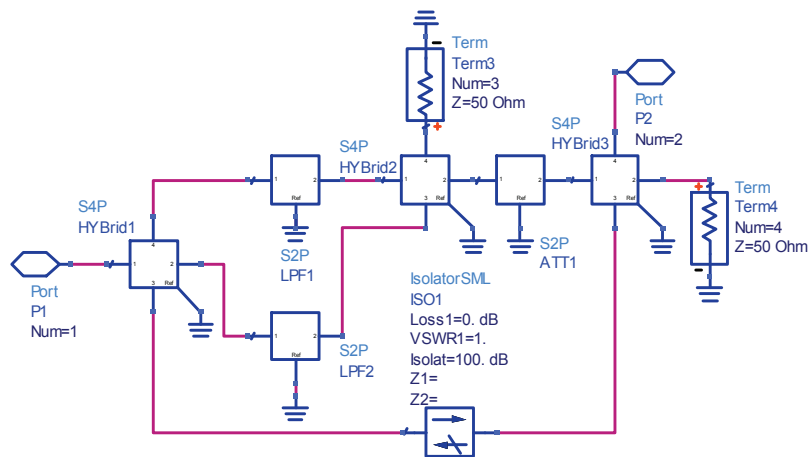 Term
Term3
Num=3
Z=50 Ohm
Port
P2
Num=2
S4P
HYBrid2
S4P
HYBrid3
4
1 2
3
Ref
4
1 2
3
Ref
1 2
Ref
1 2
Ref
S4P
HYBrid1
4
1 2
3
Ref
Term
Term4
Num=4
Z=50 Ohm
S2P
LPF1
S2P
ATT1
Port
P1
Num=1
IsolatorSML
ISO1
Loss1=0. dB
VSWR1=1.
Isolat=100. dB
Z1=
Z2=
1 2
Ref
S2P
LPF2